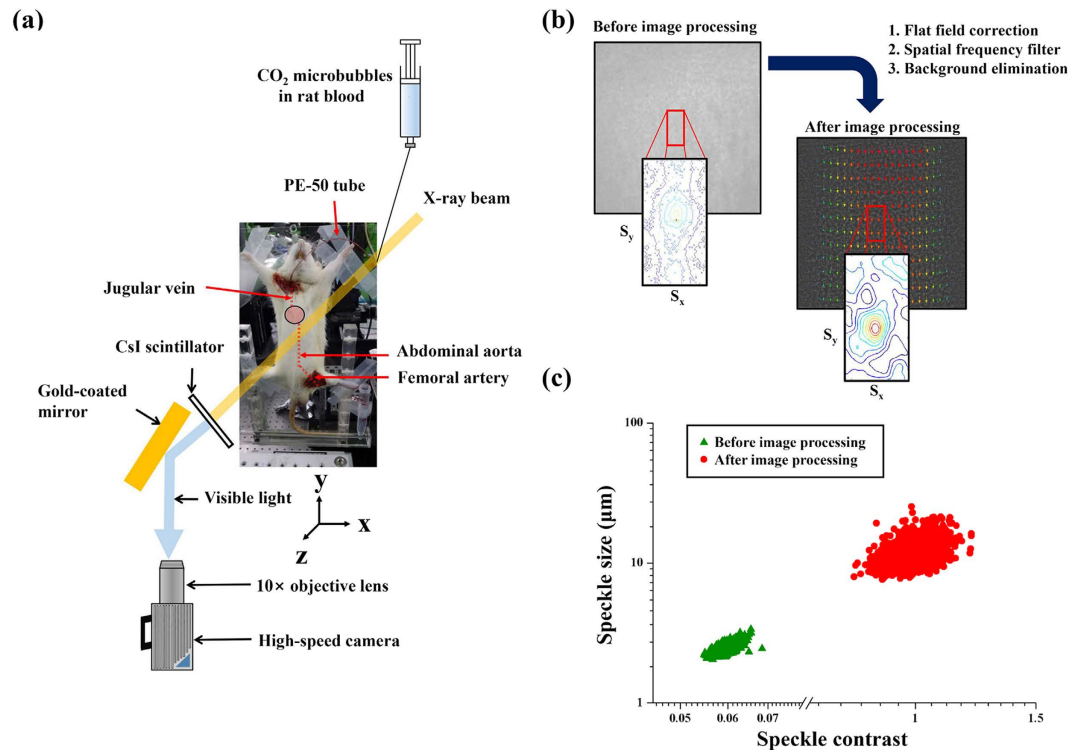 (a)
CO₂ microbubbles
in rat blood
PE-50 tube
X-ray beam
Jugular vein
CsI scintillator
Abdominal aorta
Femoral artery
Gold-coated
mirror
Visible light
y
x
z
10× objective lens
High-speed camera
(b)
Before image processing
1. Flat field correction
2. Spatial frequency filter
3. Background elimination
After image processing
Sy
Sx
Sy
Sx
(c)
100
Before image processing
After image processing
Speckle size (μm)
10
1
0.05
0.06
0.07
1
1.5
Speckle contrast